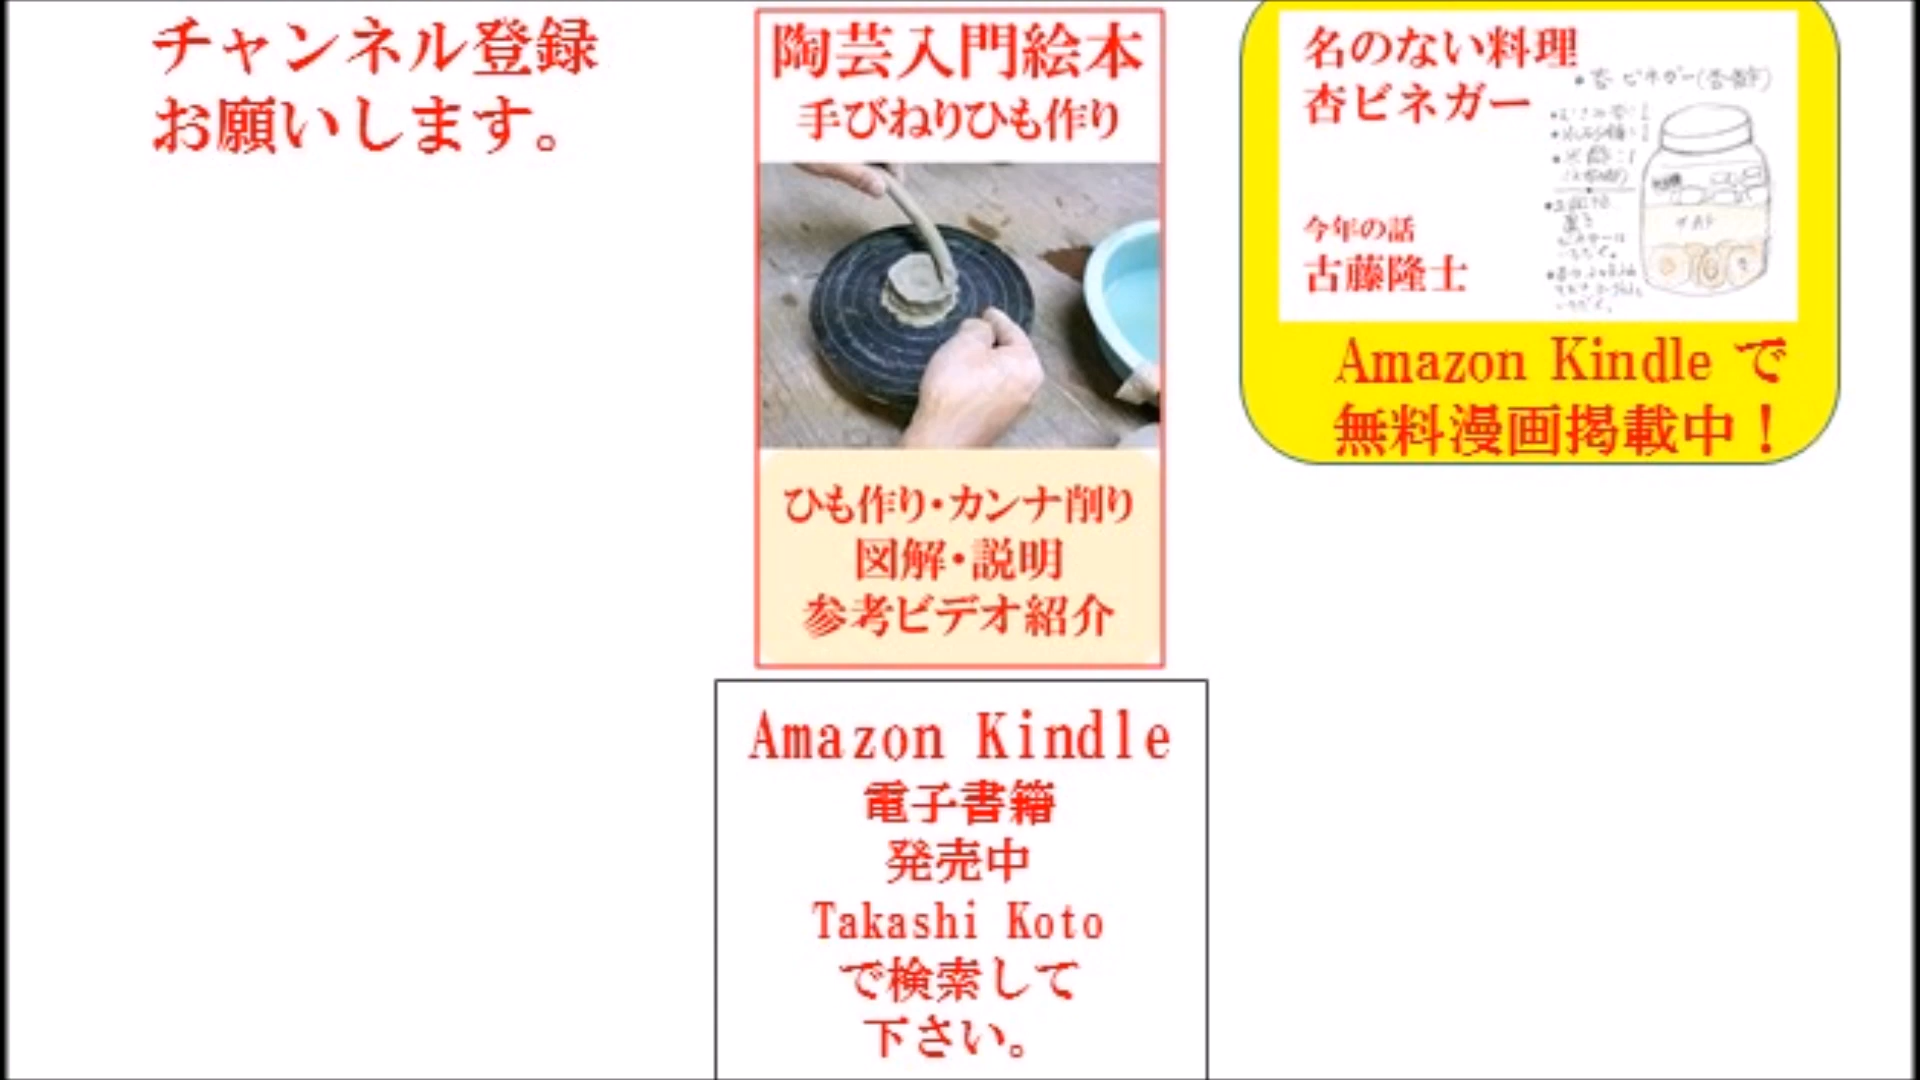 チャンネル登録
お願いします。
陶芸入門絵本
手びねりひも作り
ひも作り・カンナ削り
図解・説明
参考ビデオ紹介
Amazon Kindle
電子書籍
発売中
Takashi Koto
で検索して
下さい。
名のない料理
杏ビネガー
今年の話
古藤隆士
Amazon Kindle で
無料漫画掲載中！